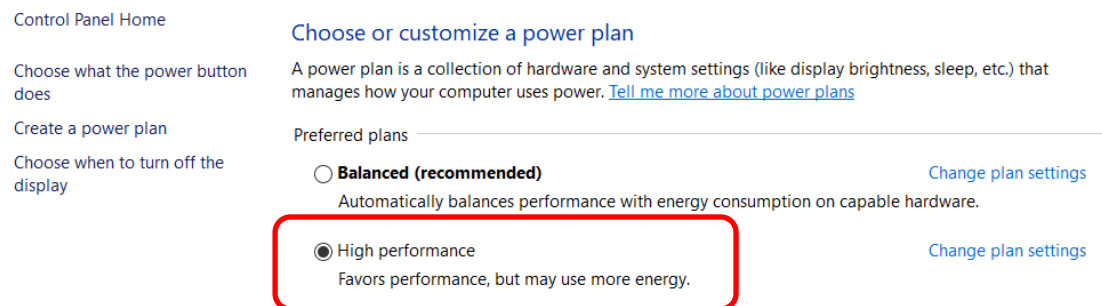 Control Panel Home
Choose what the power button
does
Create a power plan
Choose when to turn off the
display
Choose or customize a power plan
A power plan is a collection of hardware and system settings (like display brightness, sleep, etc.) that
manages how your computer uses power. Tell me more about power plans
Preferred plans
Balanced (recommended) Change plan settings
Automatically balances performance with energy consumption on capable hardware.
High performance Change plan settings
Favors performance, but may use more energy.